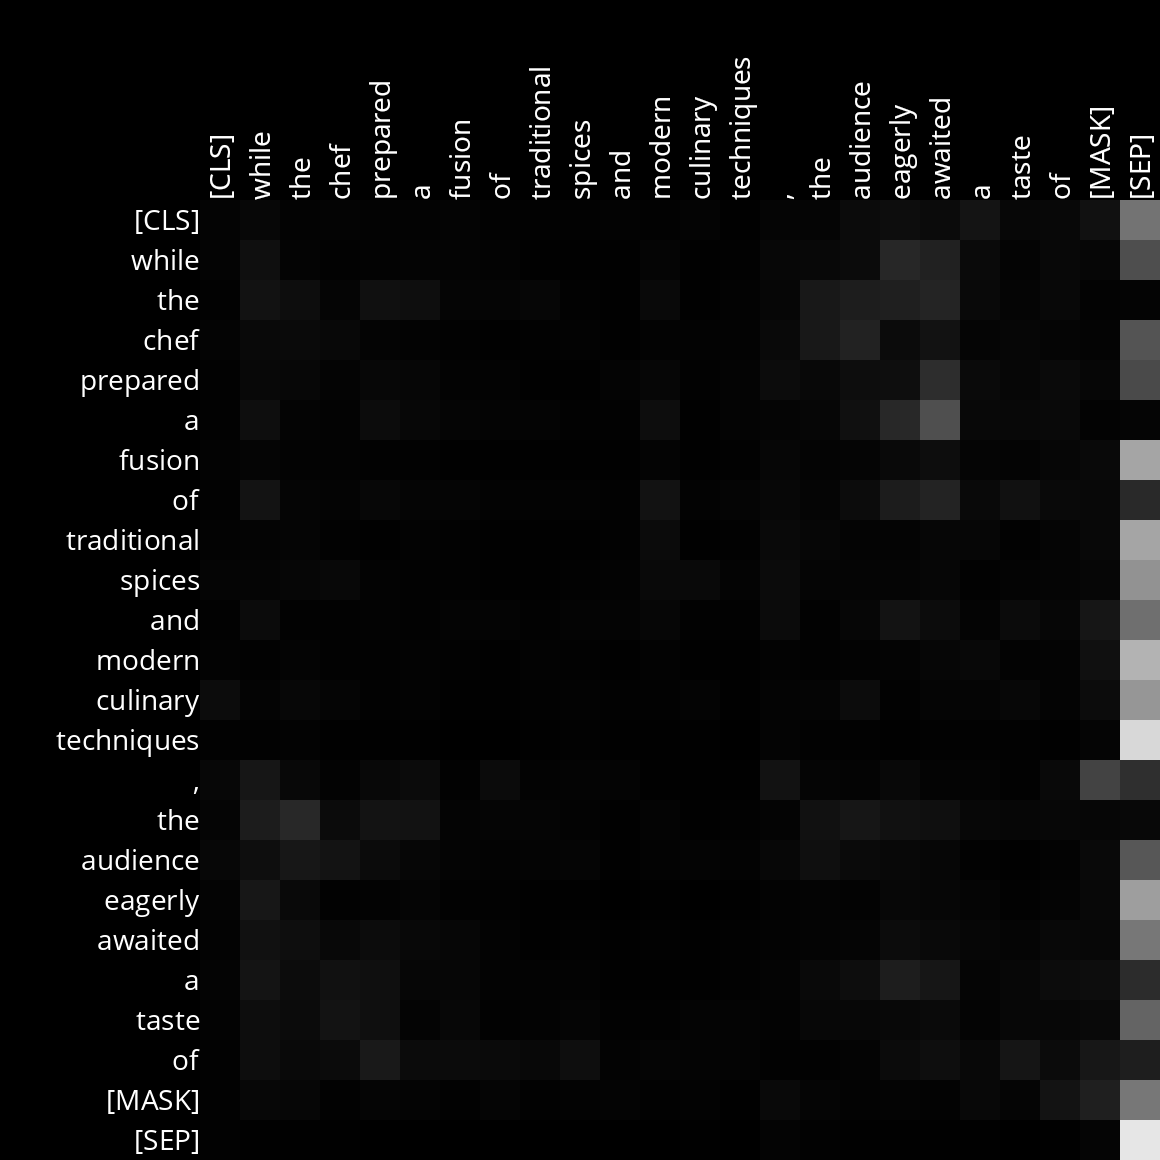 [CLS] while the chef prepared a fusion of traditional spices and modern culinary techniques , the audience eagerly awaited a taste of [MASK] [SEP]
[CLS]
while
the
chef
prepared
a
fusion
of
traditional
spices
and
modern
culinary
techniques
,
the
audience
eagerly
awaited
a
taste
of
[MASK]
[SEP]